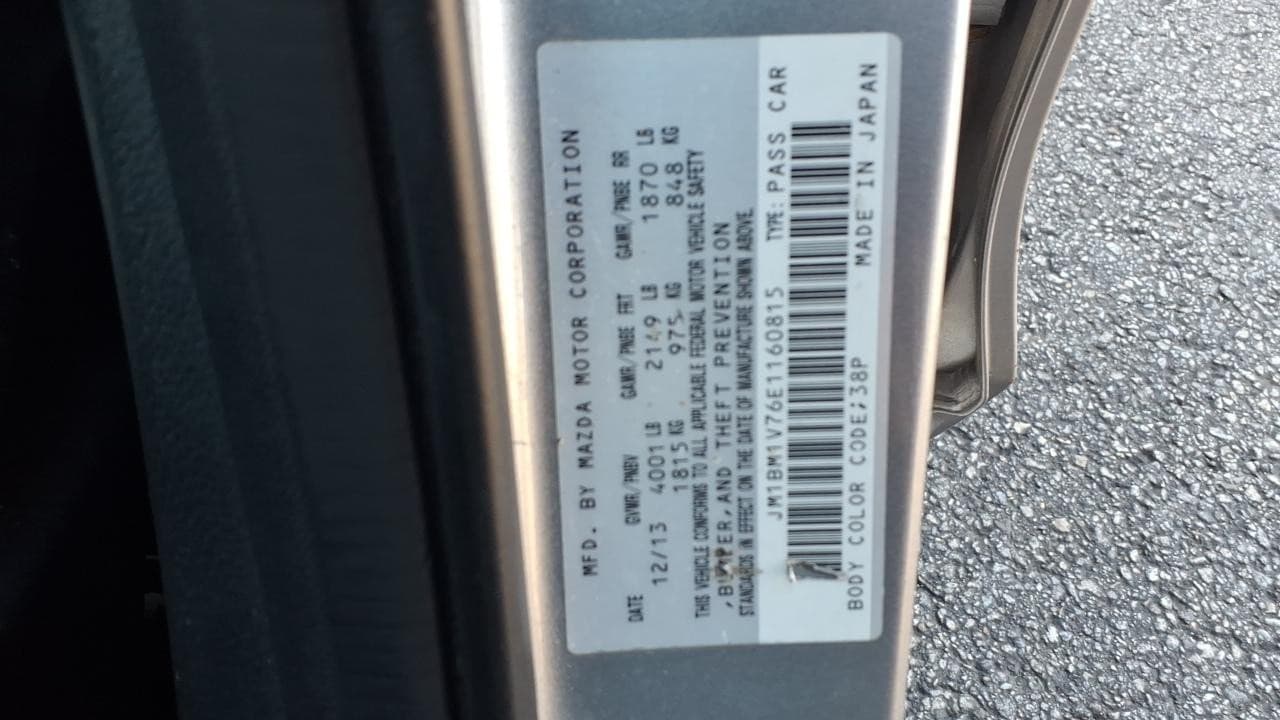 MFD. BY MAZDA MOTOR CORPORATION
DATE GVWR/PNBV GAWR/PNBE FRT GAWR/PNBE RR
12/13 4001 LB 2149 LB 1870 LB
1815 KG 975 KG 848 KG
THIS VEHICLE CONFORMS TO ALL APPLICABLE FEDERAL MOTOR VEHICLE SAFETY
,BUMPER,AND THEFT PREVENTION
STANDARDS IN EFFECT ON THE DATE OF MANUFACTURE SHOWN ABOVE.
JM1BM1V76E1160815 TYPE: PASS CAR
BODY COLOR CODE;38P MADE IN JAPAN